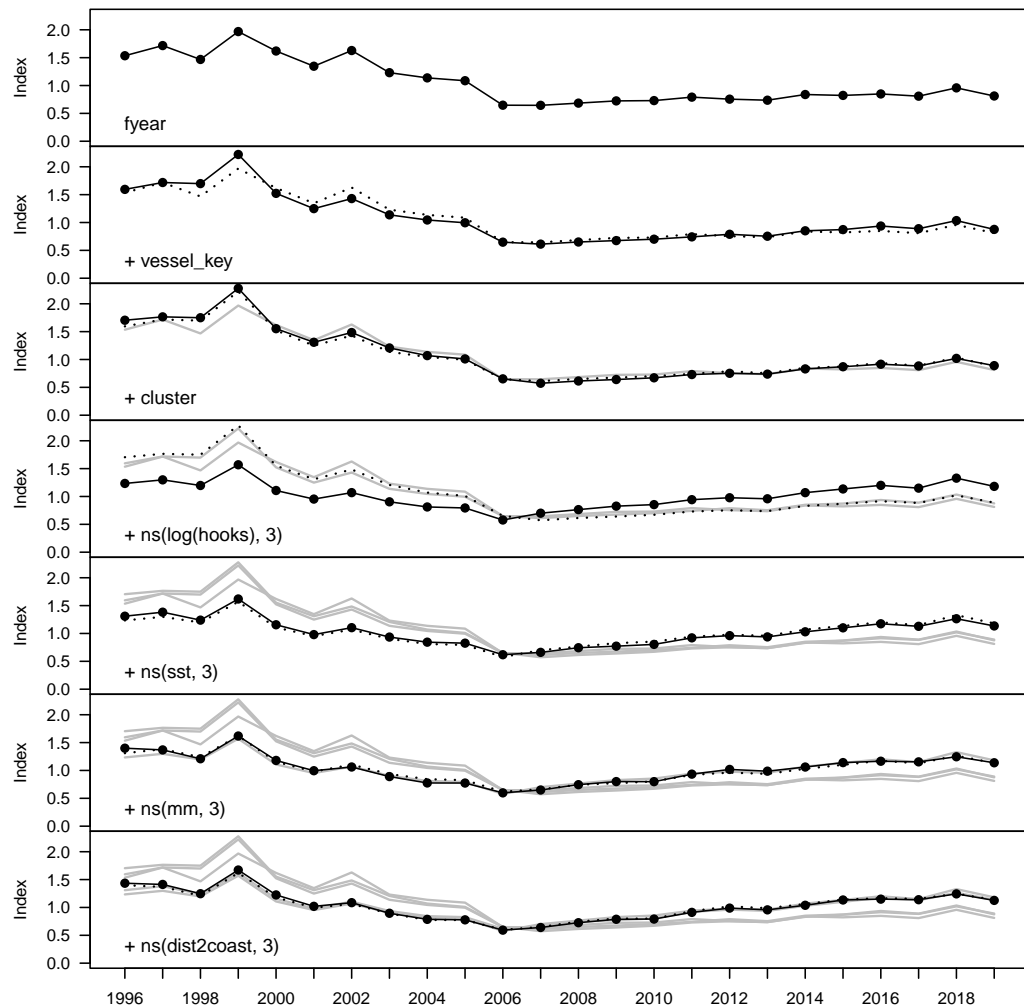 2.0
1.5
1.0
0.5
0.0
Index
fyear
2.0
1.5
1.0
0.5
0.0
Index
+ vessel_key
2.0
1.5
1.0
0.5
0.0
Index
+ cluster
2.0
1.5
1.0
0.5
0.0
Index
+ ns(log(hooks), 3)
2.0
1.5
1.0
0.5
0.0
Index
+ ns(sst, 3)
2.0
1.5
1.0
0.5
0.0
Index
+ ns(mm, 3)
2.0
1.5
1.0
0.5
0.0
Index
+ ns(dist2coast, 3)
1996 1998 2000 2002 2004 2006 2008 2010 2012 2014 2016 2018